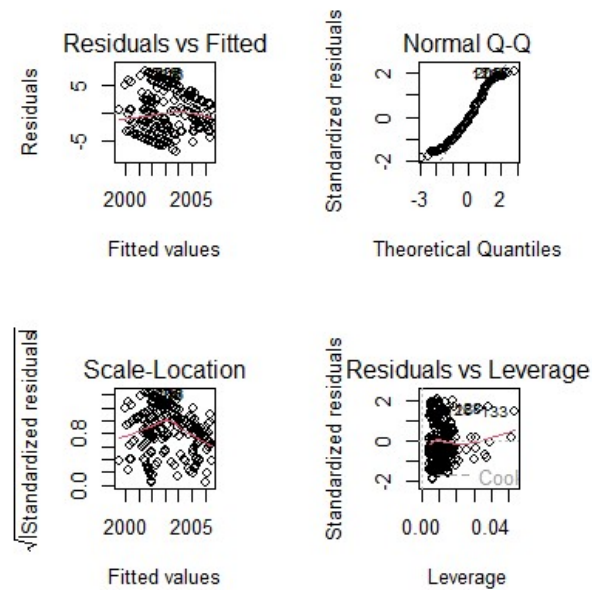 Residuals vs Fitted
Residuals
5
-5
2000 2005
Fitted values
Normal Q-Q
Standardized residuals
2
0
-2
-3 0 2
Theoretical Quantiles
Scale-Location
√|Standardized residuals|
0.8
0.0
2000 2005
Fitted values
Residuals vs Leverage
Standardized residuals
2
0
-2
133
Cool
0.00 0.04
Leverage